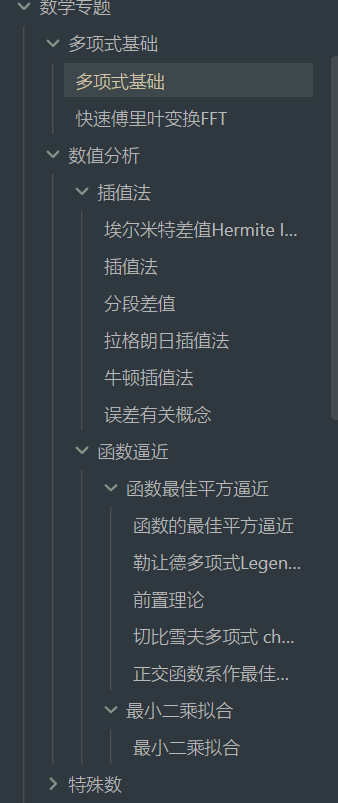 数学专题
多项式基础
多项式基础
快速傅里叶变换FFT
数值分析
插值法
埃尔米特差值Hermite I...
插值法
分段差值
拉格朗日插值法
牛顿插值法
误差有关概念
函数逼近
函数最佳平方逼近
函数的最佳平方逼近
勒让德多项式Legen...
前置理论
切比雪夫多项式 ch...
正交函数系作最佳...
最小二乘拟合
最小二乘拟合
特殊数